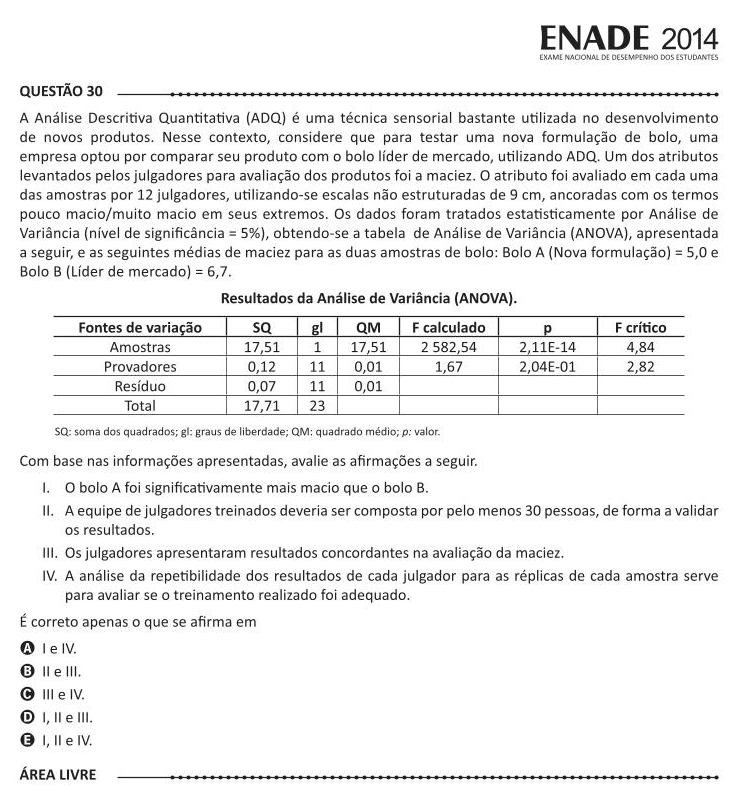 ENADE 2014
EXAME NACIONAL DE DESEMPENHO DOS ESTUDANTES
QUESTÃO 30
A Análise Descritiva Quantitativa (ADQ) é uma técnica sensorial bastante utilizada no desenvolvimento
de novos produtos. Nesse contexto, considere que para testar uma nova formulação de bolo, uma
empresa optou por comparar seu produto com o bolo líder de mercado, utilizando ADQ. Um dos atributos
levantados pelos julgadores para avaliação dos produtos foi a maciez. O atributo foi avaliado em cada uma
das amostras por 12 julgadores, utilizando-se escalas não estruturadas de 9 cm, ancoradas com os termos
pouco macio/muito macio em seus extremos. Os dados foram tratados estatisticamente por Análise de
Variância (nível de significância = 5%), obtendo-se a tabela de Análise de Variância (ANOVA), apresentada
a seguir, e as seguintes médias de maciez para as duas amostras de bolo: Bolo A (Nova formulação) = 5,0 e
Bolo B (Líder de mercado) = 6,7.
Resultados da Análise de Variância (ANOVA).
Fontes de variação SQ gl QM F calculado p F crítico
Amostras 17,51 1 17,51 2 582,54 2,11E-14 4,84
Provadores 0,12 11 0,01 1,67 2,04E-01 2,82
Resíduo 0,07 11 0,01
Total 17,71 23
SQ: soma dos quadrados; gl: graus de liberdade; QM: quadrado médio; p: valor.
Com base nas informações apresentadas, avalie as afirmações a seguir.
I. O bolo A foi significativamente mais macio que o bolo B.
II. A equipe de julgadores treinados deveria ser composta por pelo menos 30 pessoas, de forma a validar
os resultados.
III. Os julgadores apresentaram resultados concordantes na avaliação da maciez.
IV. A análise da repetibilidade dos resultados de cada julgador para as réplicas de cada amostra serve
para avaliar se o treinamento realizado foi adequado.
É correto apenas o que se afirma em
A I e IV.
B II e III.
C III e IV.
D I, II e III.
E I, II e IV.
ÁREA LIVRE